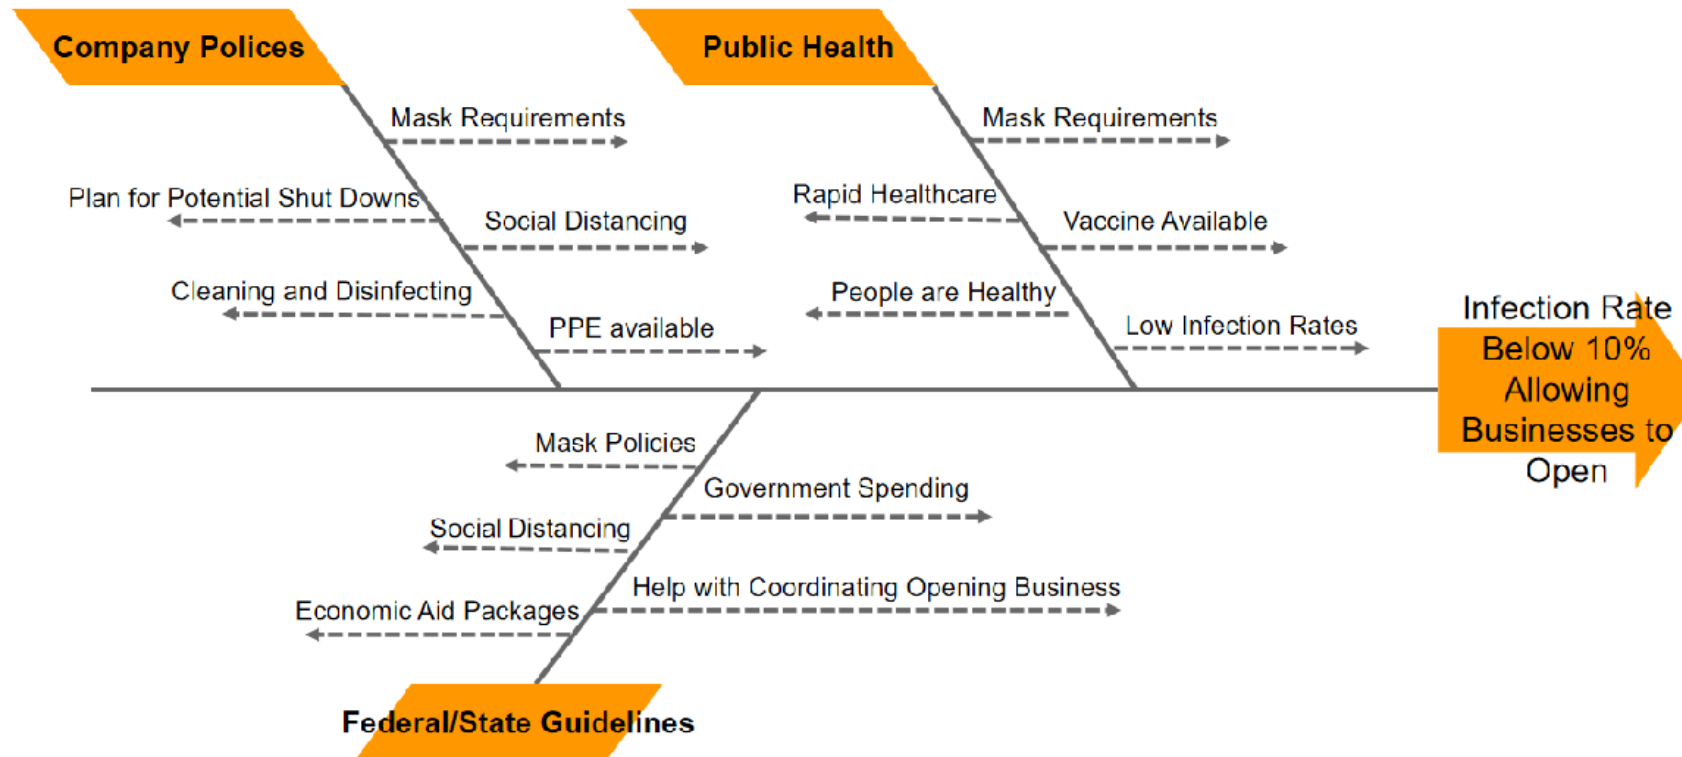 Company Polices
Public Health
Mask Requirements
Mask Requirements
Plan for Potential Shut Downs
Rapid Healthcare
Social Distancing
Vaccine Available
Cleaning and Disinfecting
People are Healthy
PPE available
Low Infection Rates
Infection Rate
Below 10%
Allowing
Businesses to
Open
Mask Policies
Government Spending
Social Distancing
Help with Coordinating Opening Business
Economic Aid Packages
Federal/State Guidelines